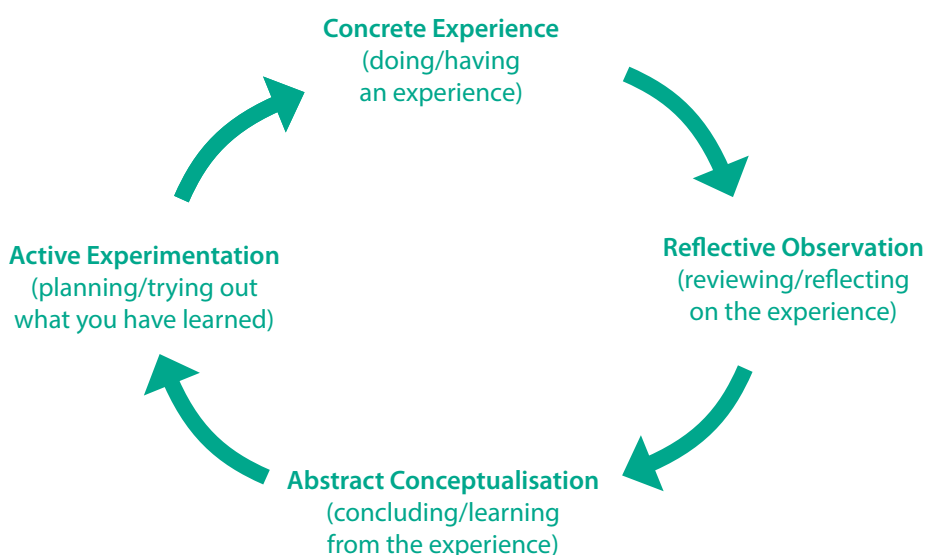 Concrete Experience
(doing/having
an experience)
Reflective Observation
(reviewing/reflecting
on the experience)
Abstract Conceptualisation
(concluding/learning
from the experience)
Active Experimentation
(planning/trying out
what you have learned)